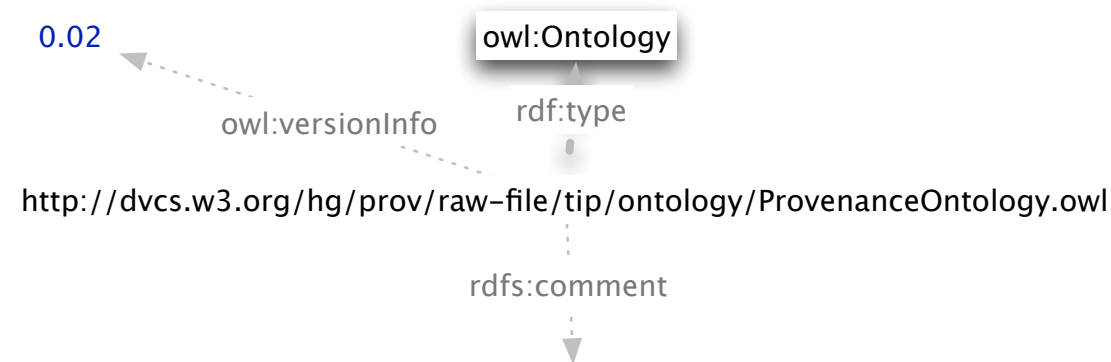 0.02
owl:Ontology
rdf:type
owl:versionInfo
http://dvcs.w3.org/hg/prov/raw-file/tip/ontology/ProvenanceOntology.owl
rdfs:comment